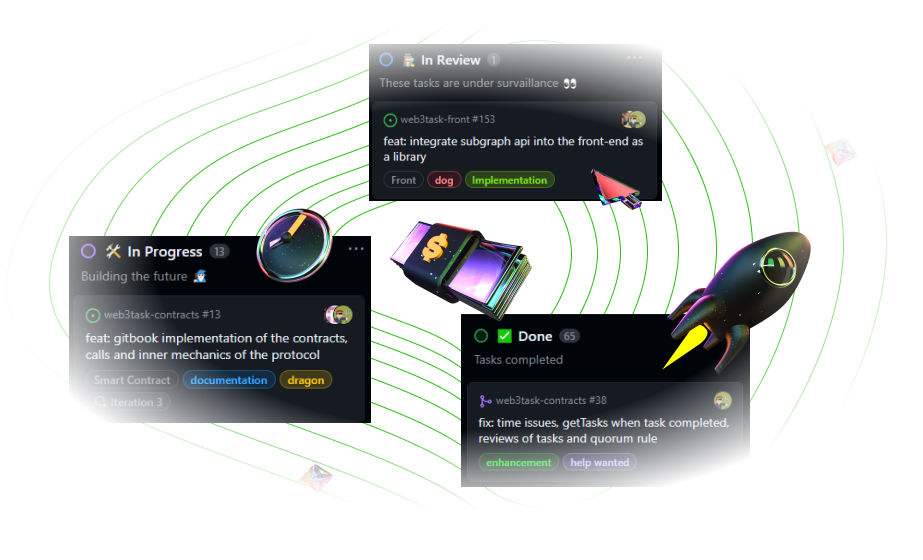 In Review 1
These tasks are under survaillance 👀
web3task-front #153
feat: integrate subgraph api into the front-end as
a library
Front dog Implementation
In Progress 13
Building the future
web3task-contracts #13
feat: gitbook implementation of the contracts,
calls and inner mechanics of the protocol
Smart Contract documentation dragon
Iteration 3
$
Done 65
Tasks completed
web3task-contracts #38
fix: time issues, getTasks when task completed,
reviews of tasks and quorum rule
enhancement help wanted